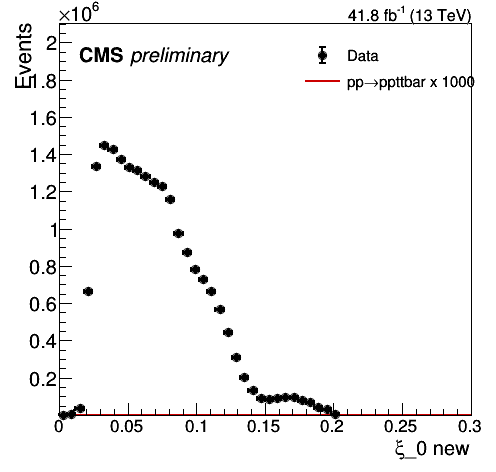 ×10⁶
41.8 fb⁻¹ (13 TeV)
Events
CMS preliminary
Data
pp→ppttbar x 1000
2
1.8
1.6
1.4
1.2
1
0.8
0.6
0.4
0.2
0 0.05 0.1 0.15 0.2 0.25 0.3
ξ_0 new